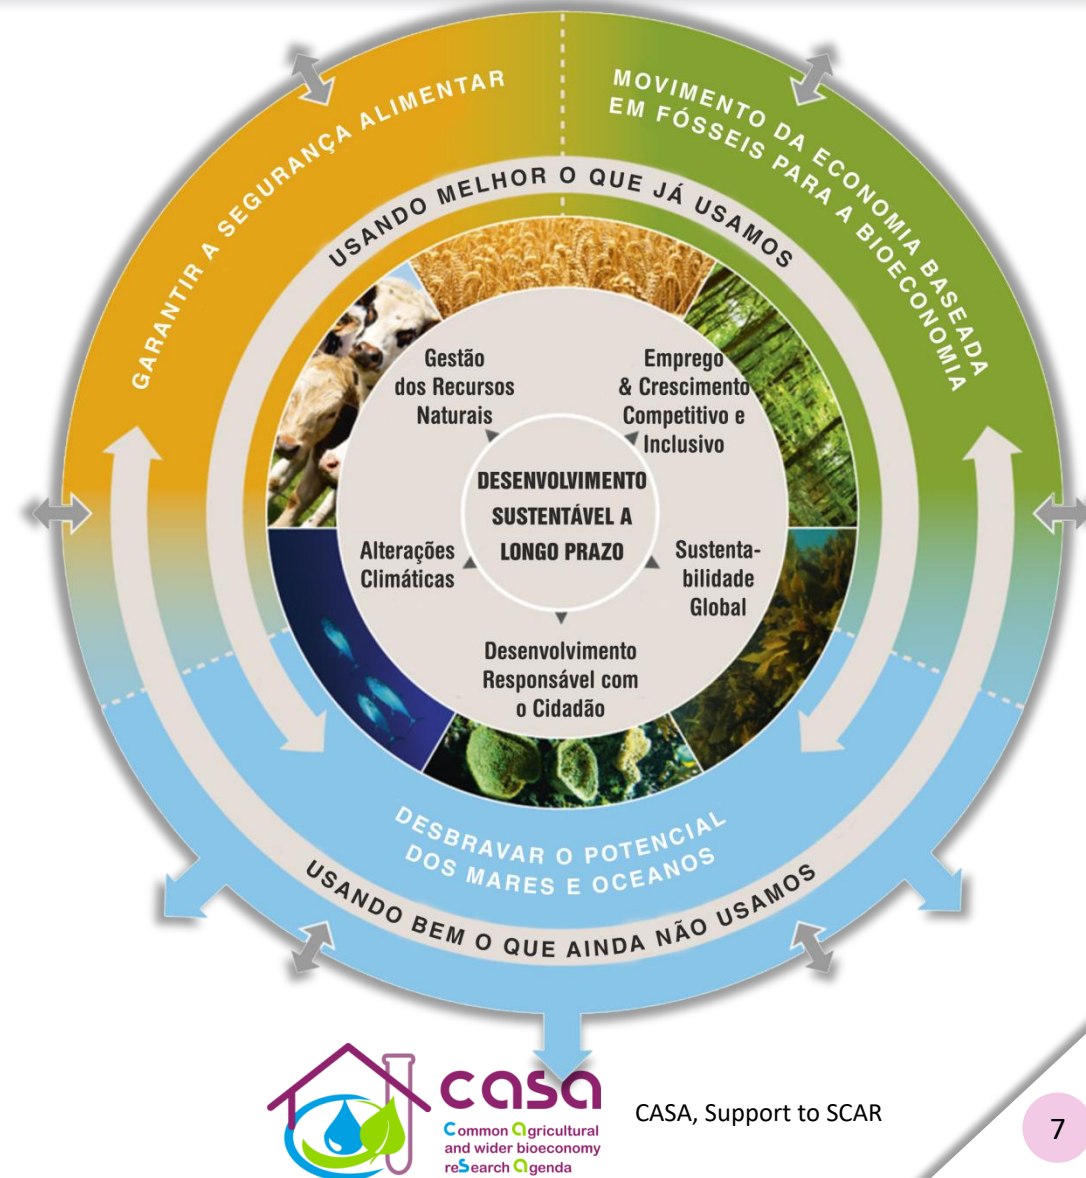 GARANTIR A SEGURANÇA ALIMENTAR
MOVIMENTO DA ECONOMIA BASEADA
EM FÓSSEIS PARA A BIOECONOMIA
USANDO MELHOR O QUE JÁ USAMOS
Gestão
dos Recursos
Naturais
Emprego
& Crescimento
Competitivo e
Inclusivo
DESENVOLVIMENTO
SUSTENTÁVEL A
LONGO PRAZO
Alterações
Climáticas
Sustenta-
bilidade
Global
Desenvolvimento
Responsável com
o Cidadão
DESBRAVAR O POTENCIAL
DOS MARES E OCEANOS
USANDO BEM O QUE AINDA NÃO USAMOS
casa
Common agricultural
and wider bioeconomy
reSearch agenda
CASA, Support to SCAR
7